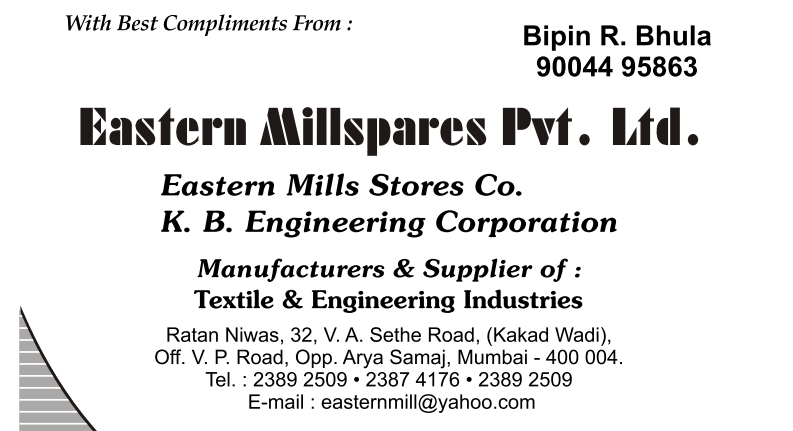 With Best Compliments From :
Bipin R. Bhula
90044 95863
Eastern Millspares Pvt. Ltd.
Eastern Mills Stores Co.
K. B. Engineering Corporation
Manufacturers & Supplier of :
Textile & Engineering Industries
Ratan Niwas, 32, V. A. Sethe Road, (Kakad Wadi),
Off. V. P. Road, Opp. Arya Samaj, Mumbai - 400 004.
Tel. : 2389 2509 • 2387 4176 • 2389 2509
E-mail : easternmill@yahoo.com